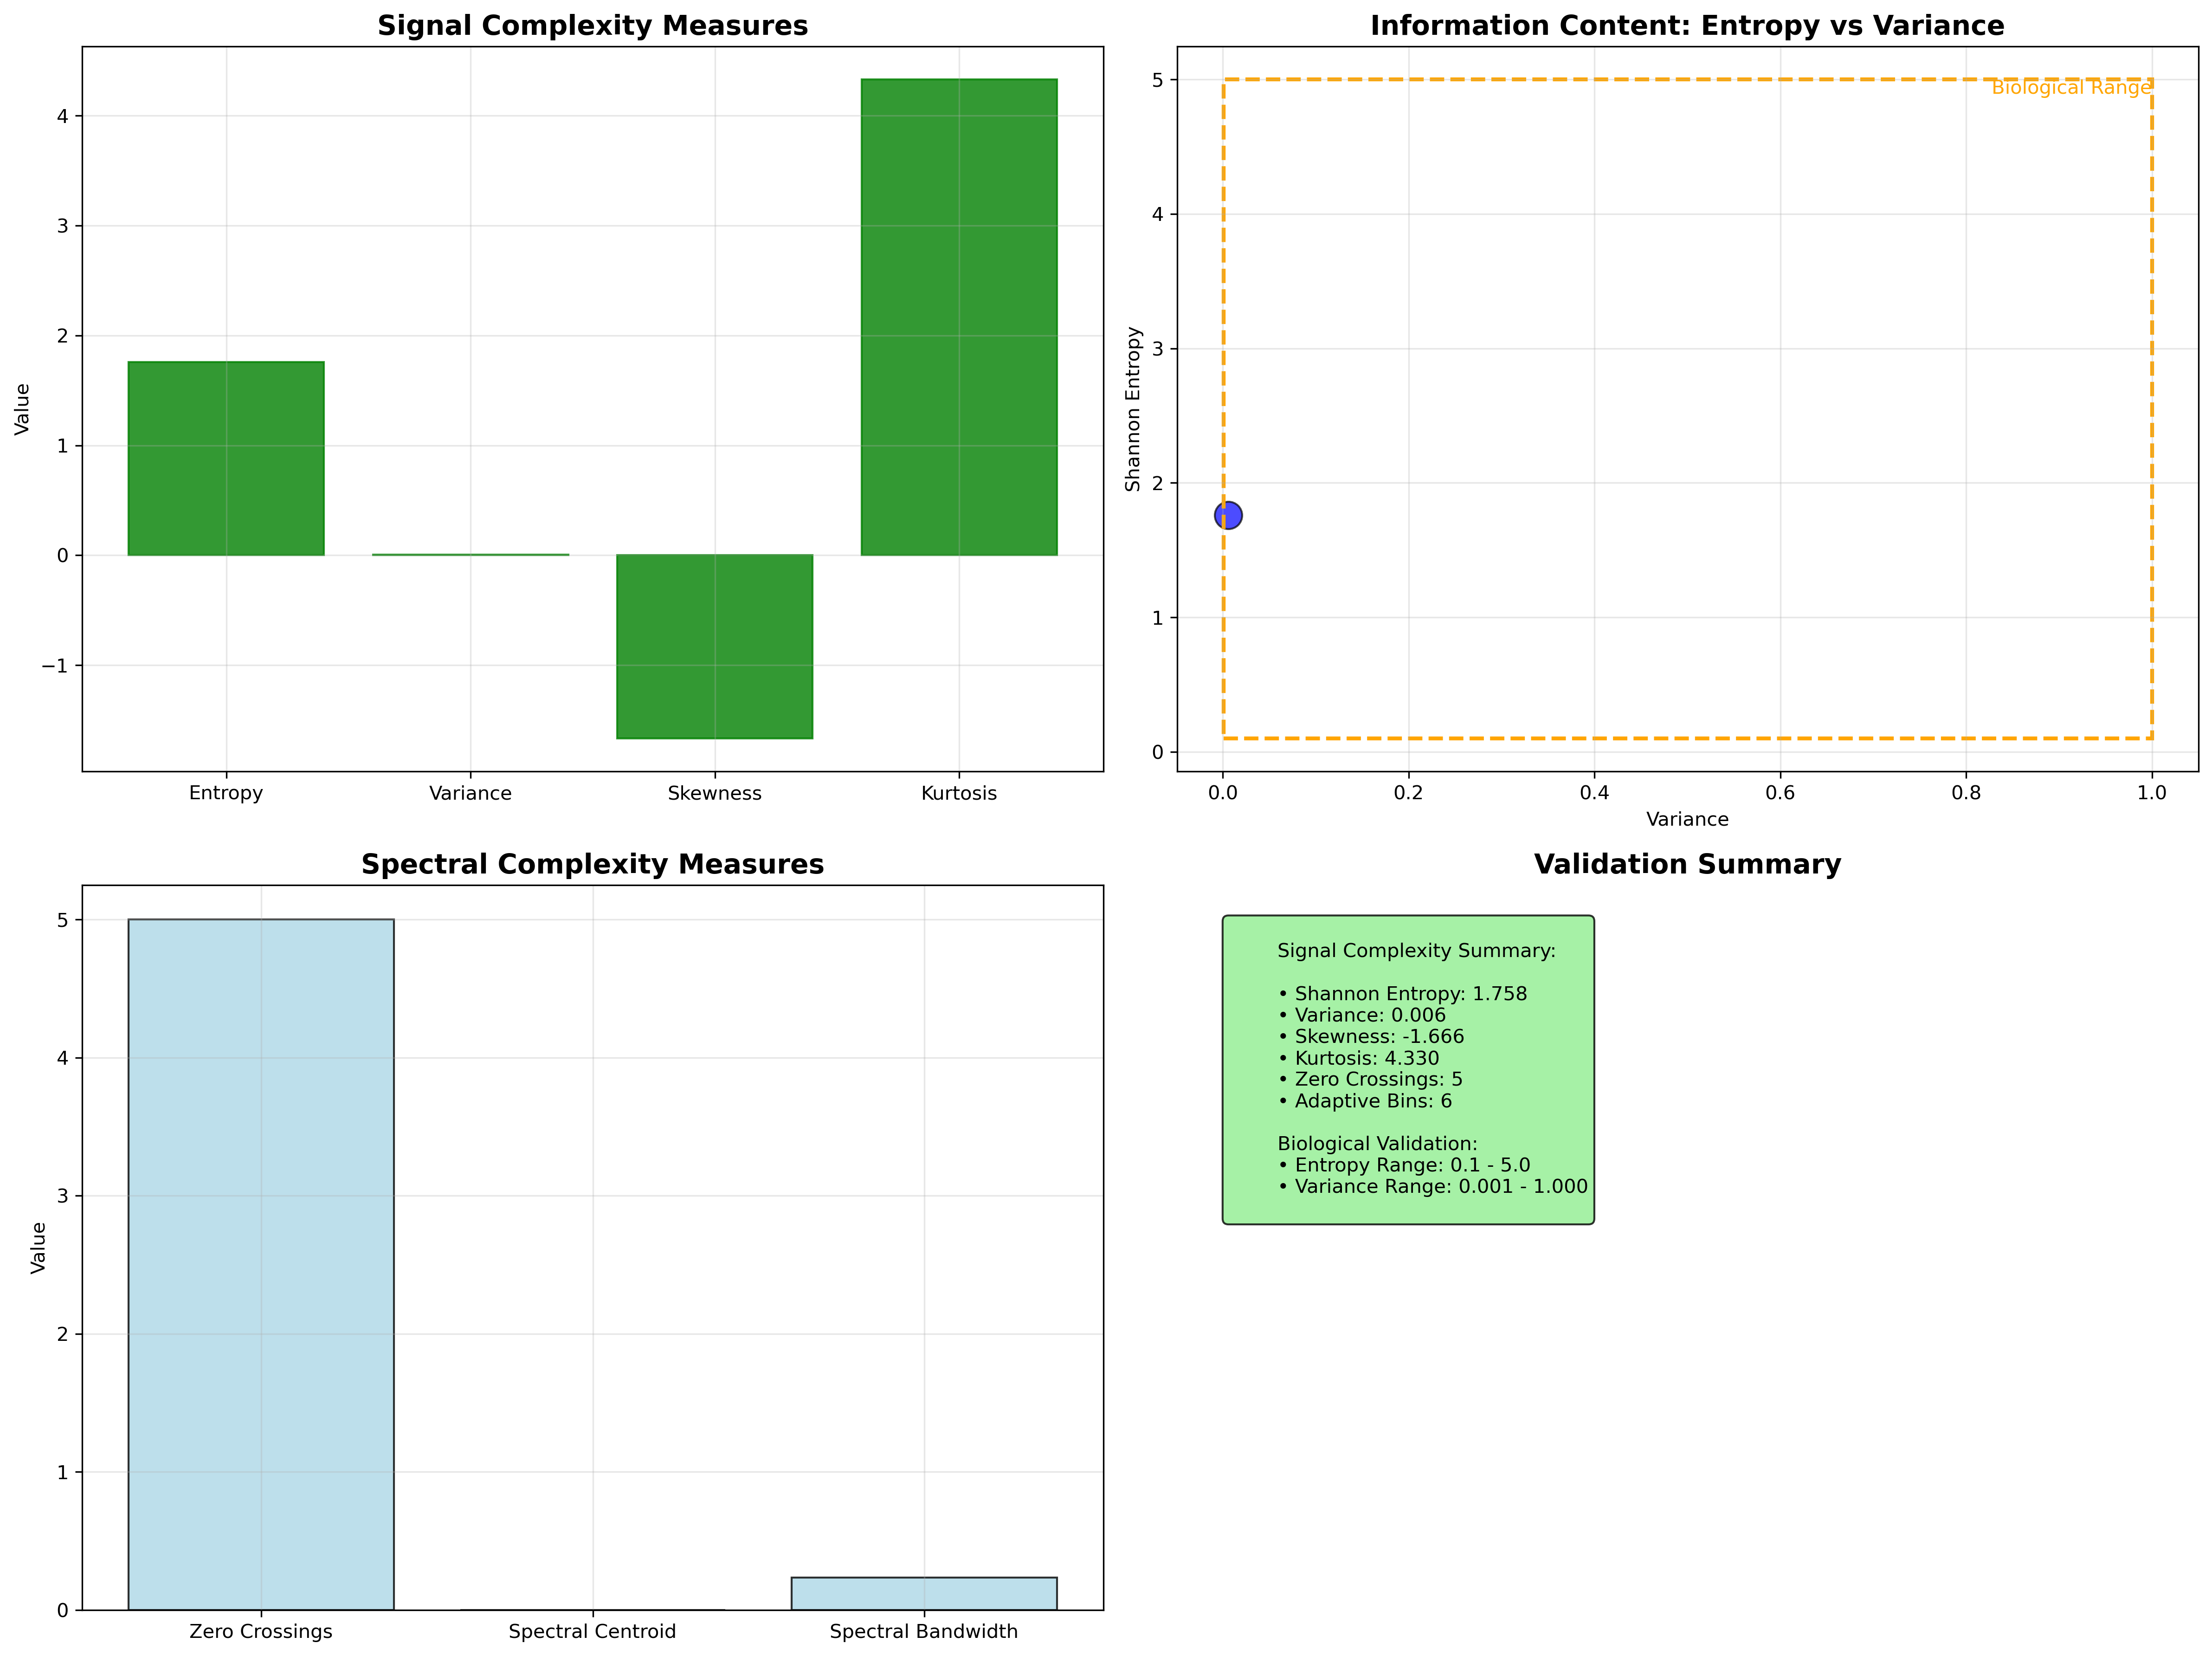 Signal Complexity Measures
Value
4
3
2
1
0
−1
Entropy
Variance
Skewness
Kurtosis
Information Content: Entropy vs Variance
Biological Range
Shannon Entropy
5
4
3
2
1
0
0.0
0.2
0.4
0.6
0.8
1.0
Variance
Spectral Complexity Measures
Value
5
4
3
2
1
0
Zero Crossings
Spectral Centroid
Spectral Bandwidth
Validation Summary
Signal Complexity Summary:
• Shannon Entropy: 1.758
• Variance: 0.006
• Skewness: -1.666
• Kurtosis: 4.330
• Zero Crossings: 5
• Adaptive Bins: 6
Biological Validation:
• Entropy Range: 0.1 - 5.0
• Variance Range: 0.001 - 1.000